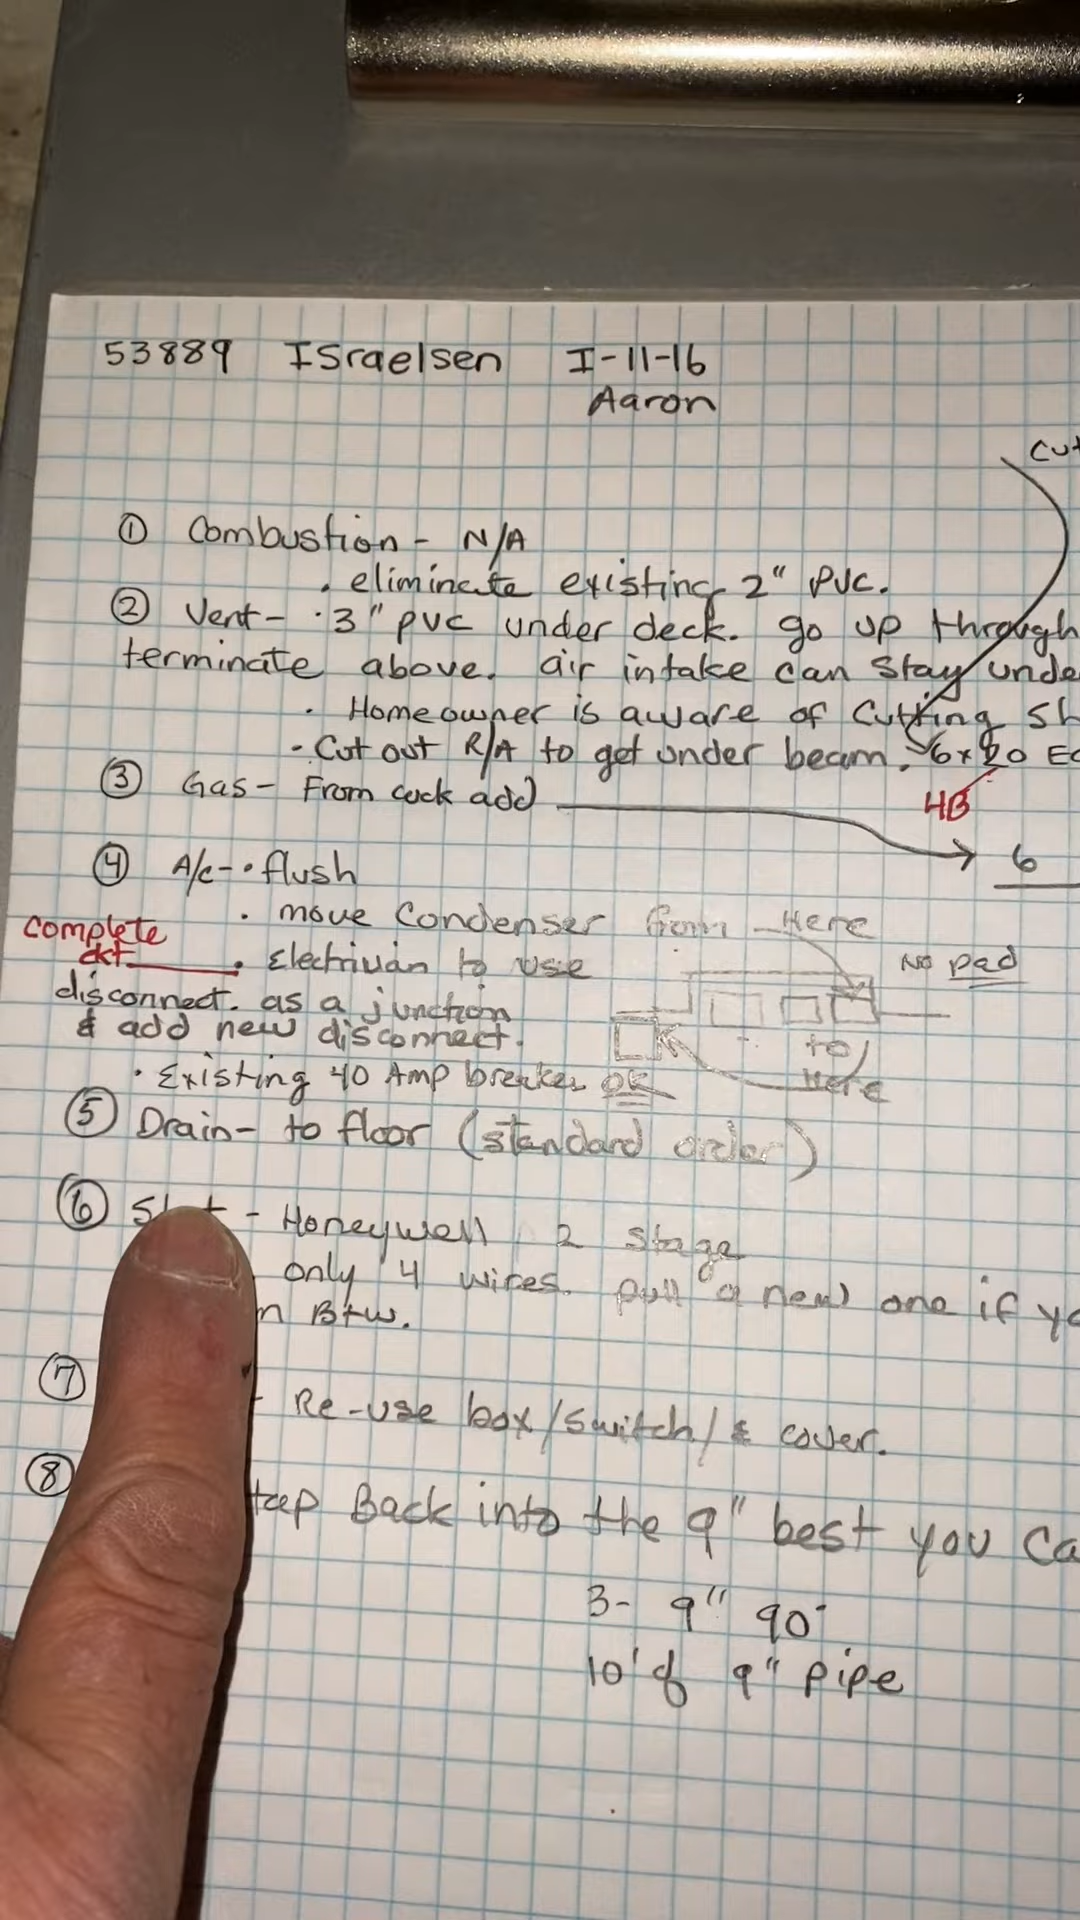 53889 ISraelsen I-11-16
Aaron
cut
① Combustion - N/A
· eliminate existing 2" PVC.
② Vent - · 3" PVC under deck. go up through
terminate above. air intake can stay unde
· Homeowner is aware of cutting Sh
- Cut out R/A to get under beam. 6x20
HB
③ Gas - From cock add
6
④ A/c - · flush
· move condenser from Here
complete
ckt
· Electrician to use
No pad
disconnect. as a junction
& add new disconnect.
to
Here
· Existing 40 Amp breaker OK
⑤ Drain - to floor (standard order)
⑥ - Honeywell 2 stage
only 4 wires. pull a new one if yo
n Btw.
⑦ - Re-use box/switch/& cover.
⑧ Back into the 9" best you ca
3- 9" 90°
10' of 9" pipe